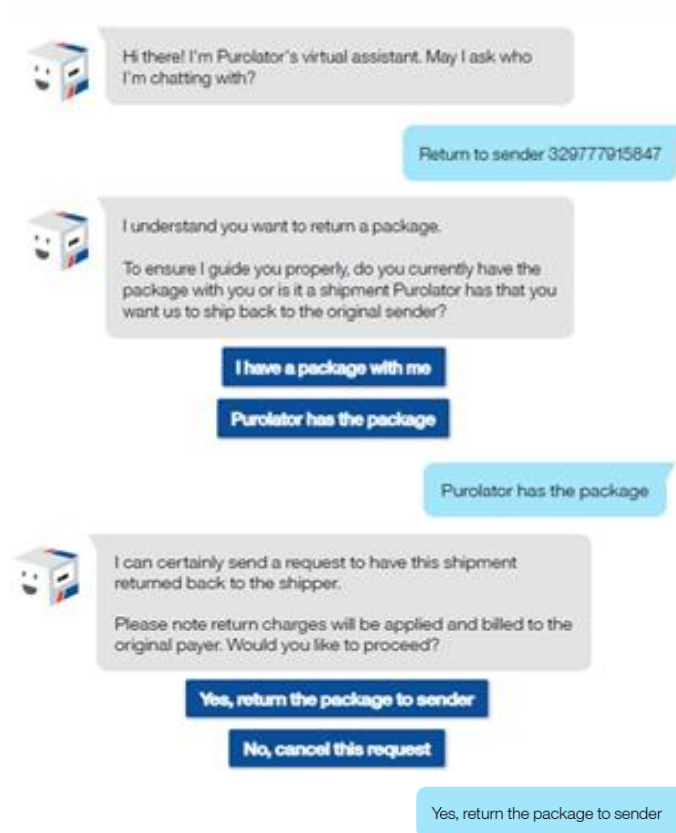 Hi there! I'm Purolator's virtual assistant. May I ask who
I'm chatting with?
Return to sender 329777915847
I understand you want to return a package.
To ensure I guide you properly, do you currently have the
package with you or is it a shipment Purolator has that you
want us to ship back to the original sender?
I have a package with me
Purolator has the package
Purolator has the package
I can certainly send a request to have this shipment
returned back to the shipper.
Please note return charges will be applied and billed to the
original payer. Would you like to proceed?
Yes, return the package to sender
No, cancel this request
Yes, return the package to sender